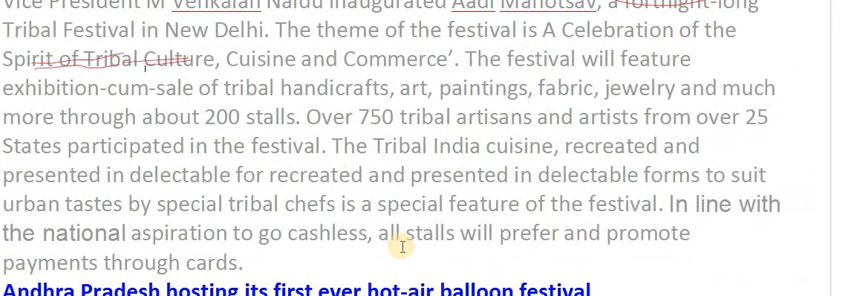 Vice President M Venkaiah Naidu inaugurated Aadi Mahotsav, a fortnight-long
Tribal Festival in New Delhi. The theme of the festival is A Celebration of the
Spirit of Tribal Culture, Cuisine and Commerce’. The festival will feature
exhibition-cum-sale of tribal handicrafts, art, paintings, fabric, jewelry and much
more through about 200 stalls. Over 750 tribal artisans and artists from over 25
States participated in the festival. The Tribal India cuisine, recreated and
presented in delectable for recreated and presented in delectable forms to suit
urban tastes by special tribal chefs is a special feature of the festival. In line with
the national aspiration to go cashless, all stalls will prefer and promote
payments through cards.
Andhra Pradesh hosting its first ever hot-air balloon festival